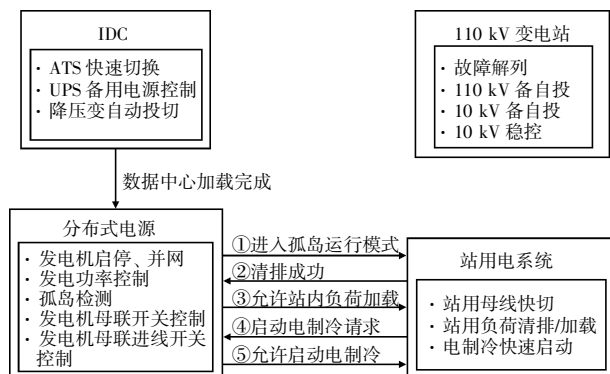 IDC
· ATS 快速切换
· UPS 备用电源控制
· 降压变自动投切
110 kV 变电站
· 故障解列
· 110 kV 备自投
· 10 kV 备自投
· 10 kV 稳控
数据中心加载完成
分布式电源
· 发电机启停、并网
· 发电功率控制
· 孤岛检测
· 发电机母联开关控制
· 发电机母联进线开关
控制
①进入孤岛运行模式
②清排成功
③允许站内负荷加载
④启动电制冷请求
⑤允许启动电制冷
站用电系统
· 站用母线快切
· 站用负荷清排/加载
· 电制冷快速启动